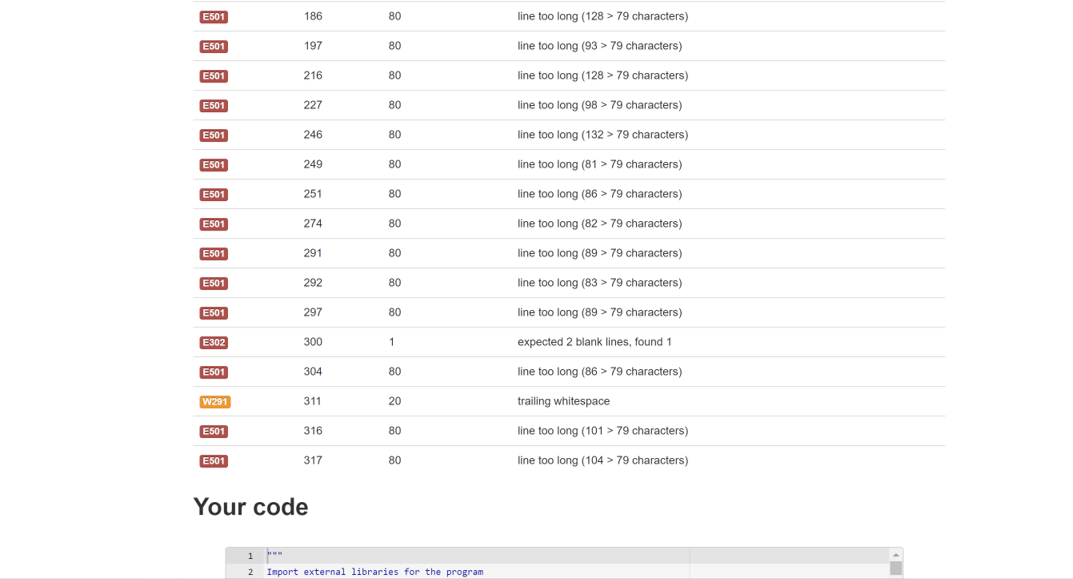 E501 186 80 line too long (128 > 79 characters)
E501 197 80 line too long (93 > 79 characters)
E501 216 80 line too long (128 > 79 characters)
E501 227 80 line too long (98 > 79 characters)
E501 246 80 line too long (132 > 79 characters)
E501 249 80 line too long (81 > 79 characters)
E501 251 80 line too long (86 > 79 characters)
E501 274 80 line too long (82 > 79 characters)
E501 291 80 line too long (89 > 79 characters)
E501 292 80 line too long (83 > 79 characters)
E501 297 80 line too long (89 > 79 characters)
E302 300 1 expected 2 blank lines, found 1
E501 304 80 line too long (86 > 79 characters)
W291 311 20 trailing whitespace
E501 316 80 line too long (101 > 79 characters)
E501 317 80 line too long (104 > 79 characters)
Your code
1 """
2 Import external libraries for the program